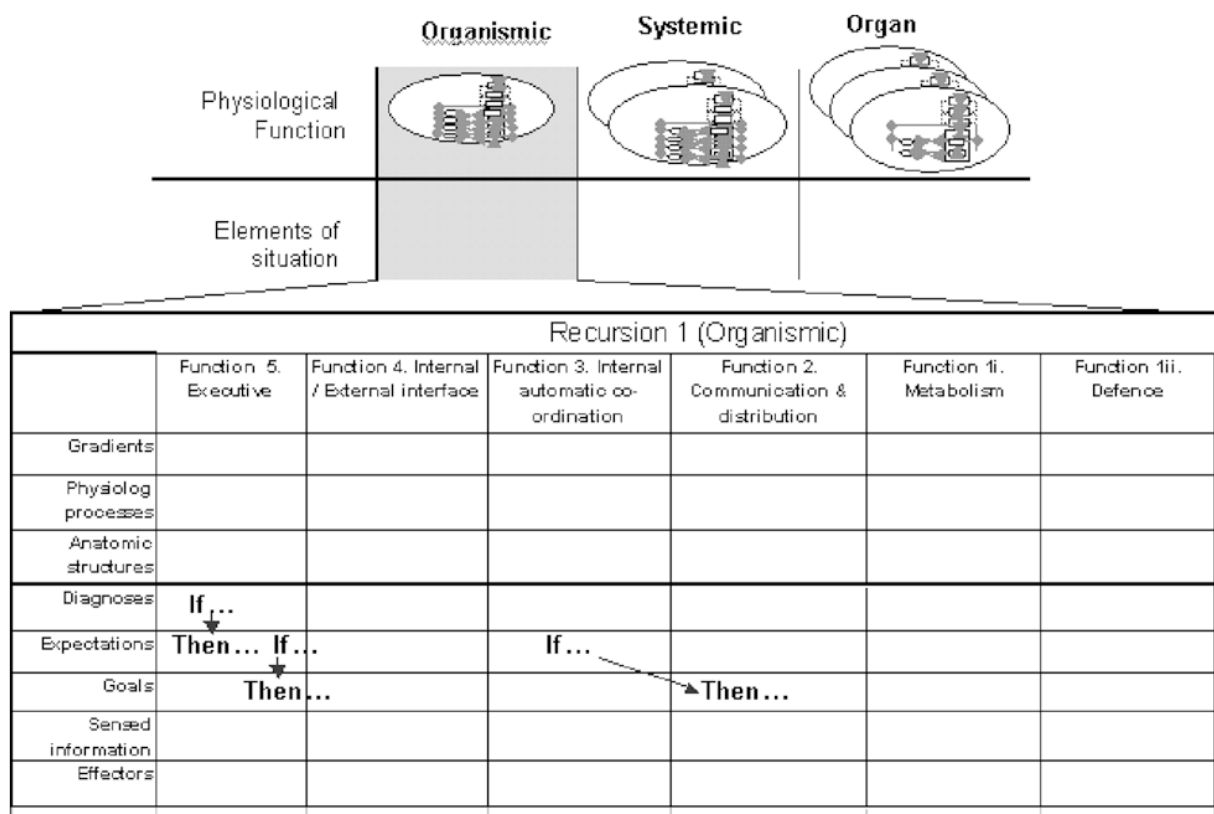 Organismic Systemic Organ
Physiological
Function
Elements of
situation
Recursion 1 (Organismic)
Function 5. Function 4. Internal Function 3. Internal Function 2. Function 1i. Function 1ii.
Executive / External interface automatic co- Communication & Metabolism Defence
ordination distribution
Gradients
Physiolog
processes
Anatomic
structures
Diagnoses If...
Expectations Then... If... If...
Goals Then... Then...
Sensed
information
Effectors